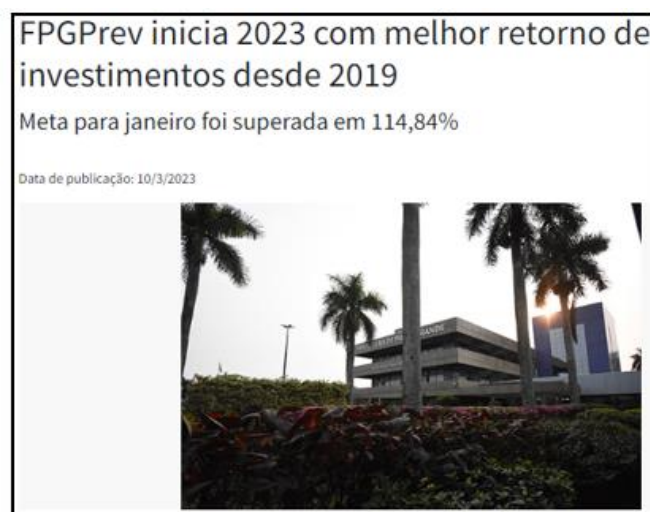 FPGPrev inicia 2023 com melhor retorno de
investimentos desde 2019
Meta para janeiro foi superada em 114,84%
Data de publicação: 10/3/2023